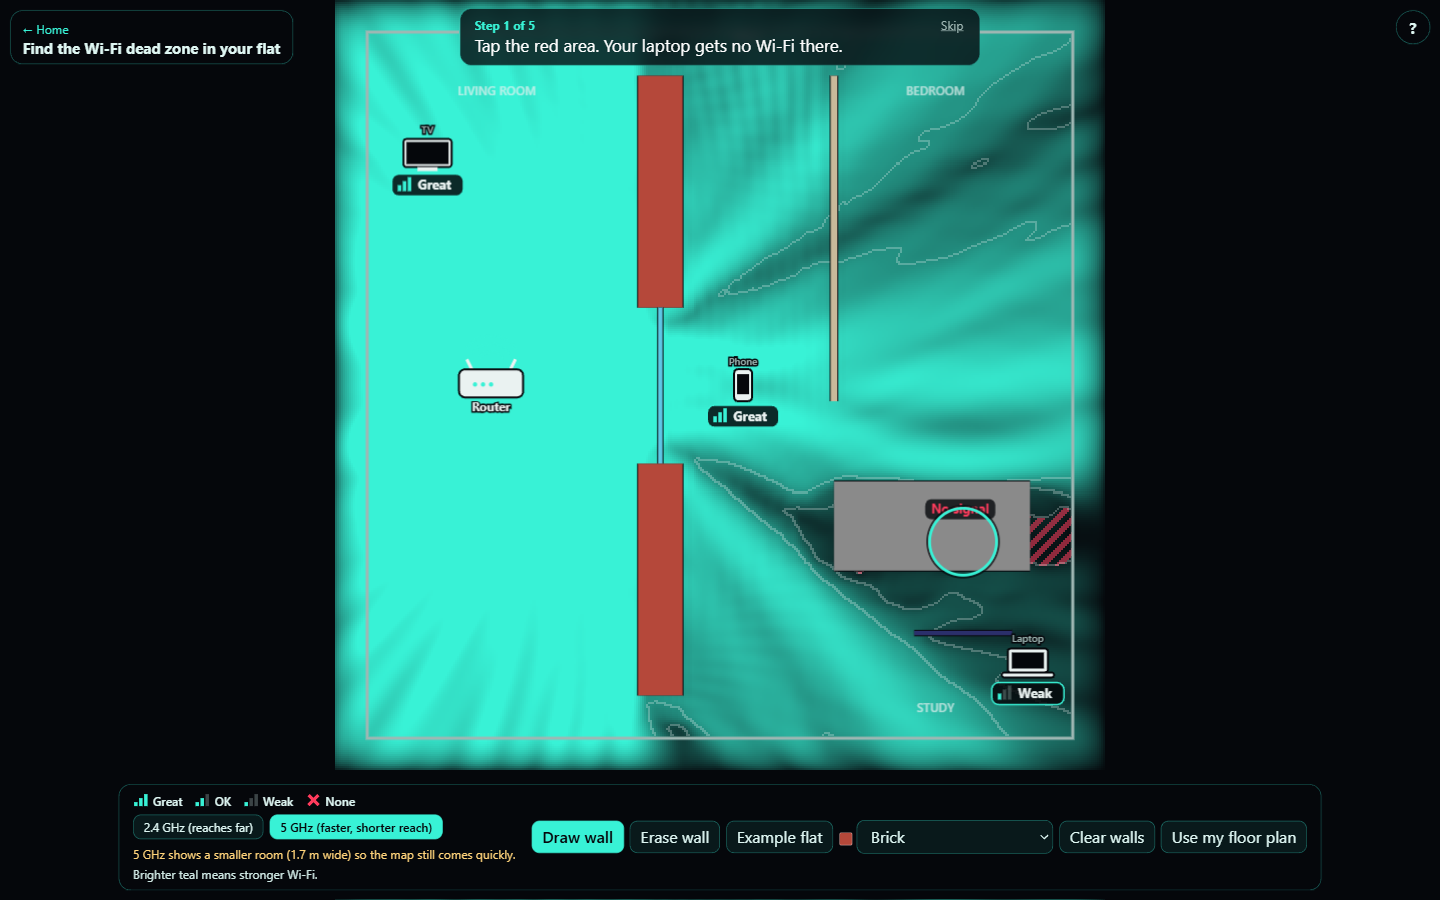 ← Home
Find the Wi-Fi dead zone in your flat
Step 1 of 5
Skip
Tap the red area. Your laptop gets no Wi-Fi there.
?
LIVING ROOM
BEDROOM
TV
Great
Router
Phone
Great
No signal
Laptop
Weak
STUDY
Great
OK
Weak
None
2.4 GHz (reaches far)
5 GHz (faster, shorter reach)
5 GHz shows a smaller room (1.7 m wide) so the map still comes quickly.
Brighter teal means stronger Wi-Fi.
Draw wall
Erase wall
Example flat
Brick
Clear walls
Use my floor plan